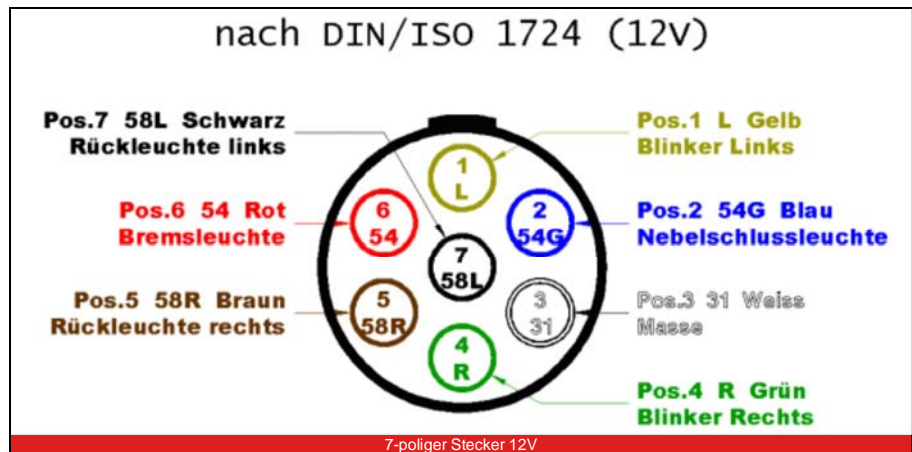 nach DIN/ISO 1724 (12V)
Pos.7 58L Schwarz
Rückleuchte links
Pos.1 L Gelb
Blinker Links
Pos.6 54 Rot
Bremsleuchte
Pos.2 54G Blau
Nebelschlussleuchte
Pos.5 58R Braun
Rückleuchte rechts
Pos.3 31 Weiss
Masse
Pos.4 R Grün
Blinker Rechts
1
L
6
54
2
54G
7
58L
5
58R
3
31
4
R
7-poliger Stecker 12V